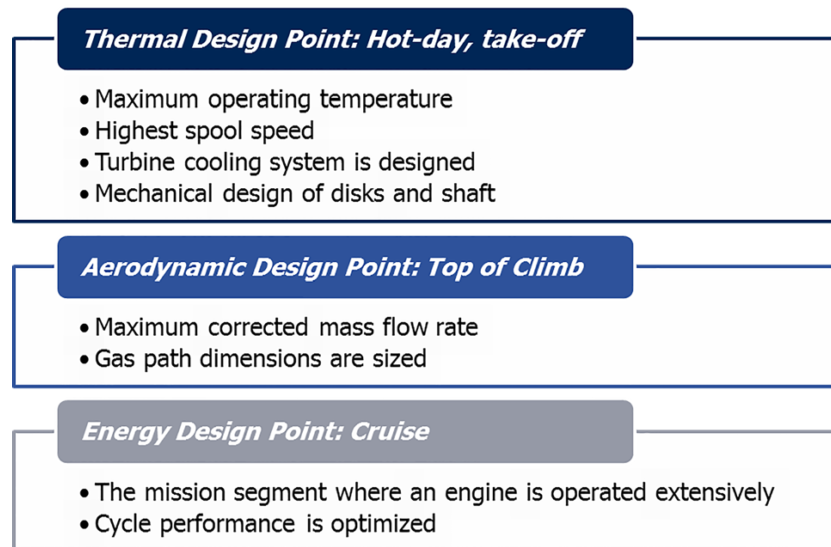 Thermal Design Point: Hot-day, take-off
• Maximum operating temperature
• Highest spool speed
• Turbine cooling system is designed
• Mechanical design of disks and shaft
Aerodynamic Design Point: Top of Climb
• Maximum corrected mass flow rate
• Gas path dimensions are sized
Energy Design Point: Cruise
• The mission segment where an engine is operated extensively
• Cycle performance is optimized